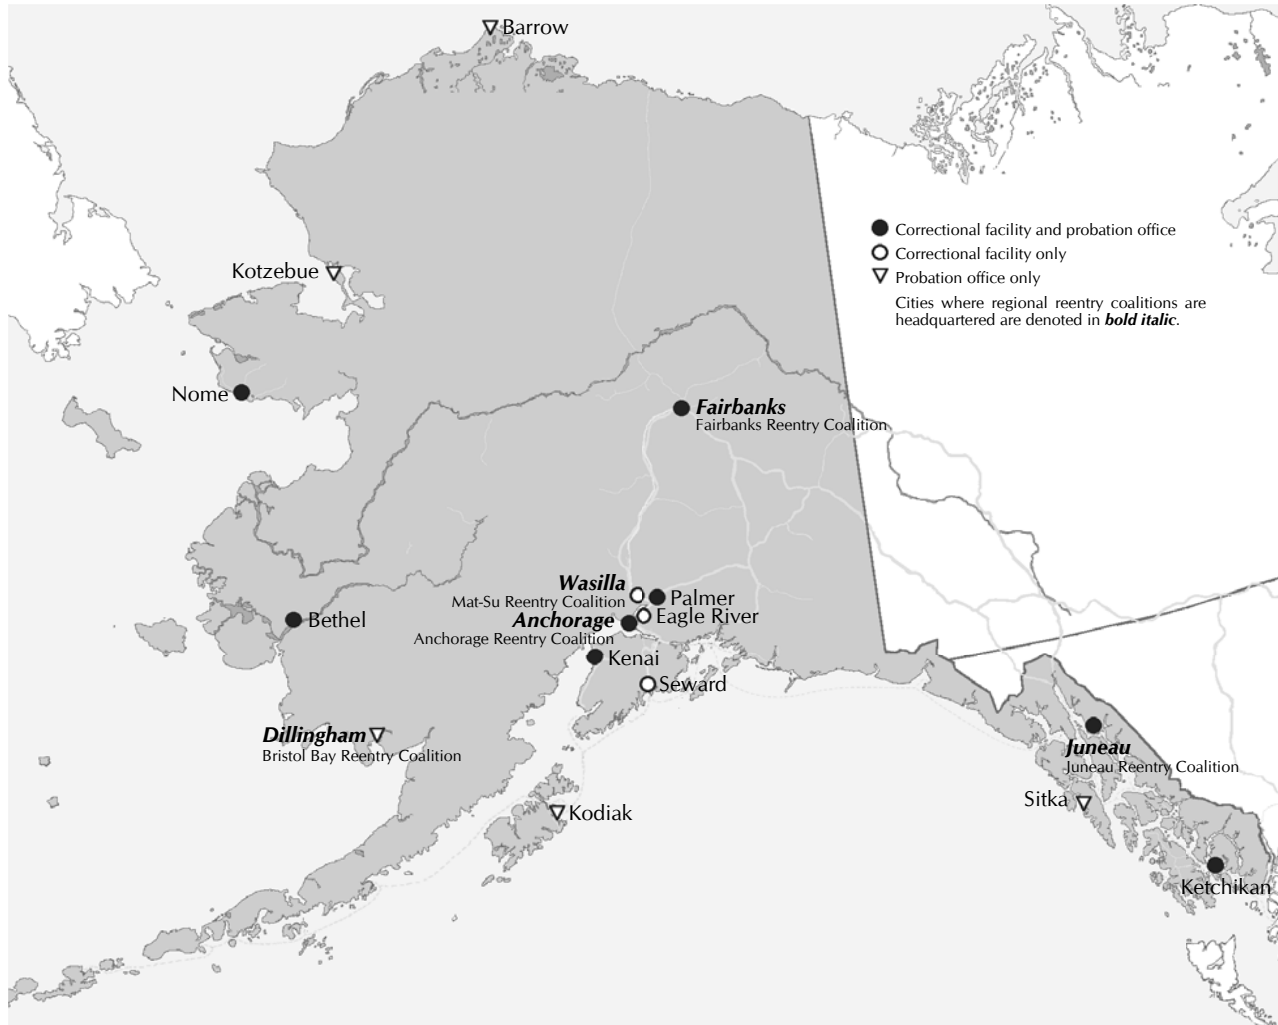 Barrow
Correctional facility and probation office
Correctional facility only
Kotzebue
Probation office only
Cities where regional reentry coalitions are
headquartered are denoted in bold italic.
Nome
Fairbanks
Fairbanks Reentry Coalition
Wasilla
Mat-Su Reentry Coalition
Palmer
Eagle River
Anchorage
Anchorage Reentry Coalition
Bethel
Kenai
Seward
Dillingham
Bristol Bay Reentry Coalition
Juneau
Juneau Reentry Coalition
Sitka
Kodiak
Ketchikan